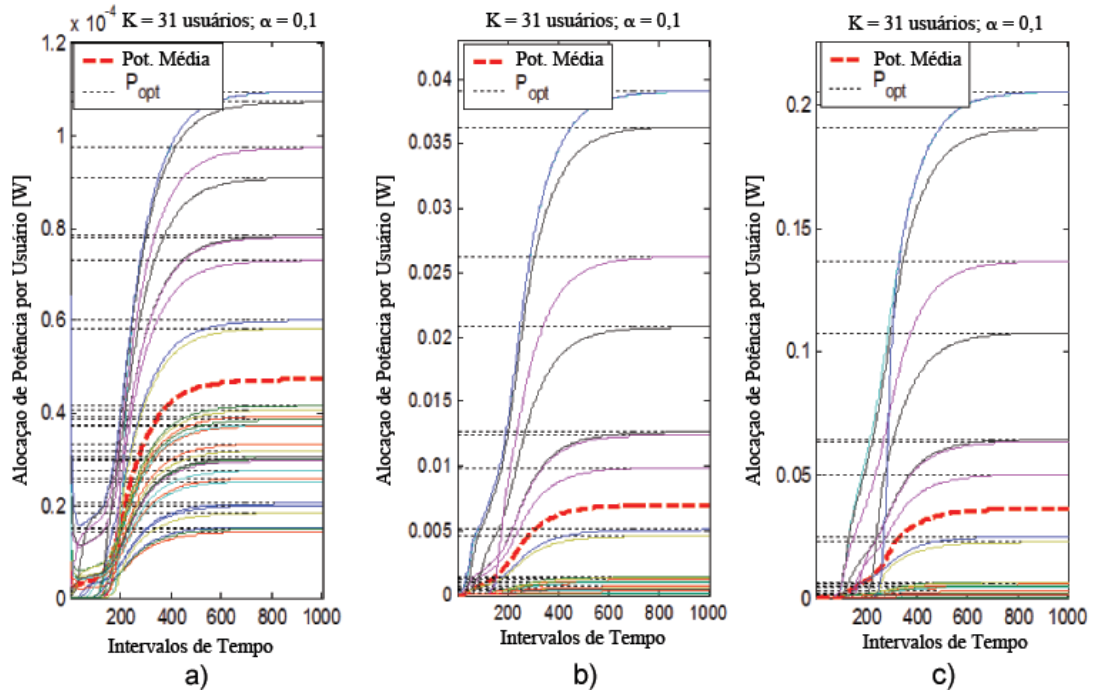 x 10⁻⁴
K = 31 usuários; α = 0,1
1.2
1
0.8
0.6
0.4
0.2
0
Pot. Média
P_opt
Alocaçao de Potência por Usuário [W]
200 400 600 800 1000
Intervalos de Tempo
a)
K = 31 usuários; α = 0,1
0.04
0.035
0.03
0.025
0.02
0.015
0.01
0.005
0
Pot. Média
P_opt
Alocaçao de Potência por Usuário [W]
200 400 600 800 1000
Intervalos de Tempo
b)
K = 31 usuários; α = 0,1
0.2
0.15
0.1
0.05
0
Pot. Média
P_opt
Alocaçao de Potência por Usuário [W]
200 400 600 800 1000
Intervalos de Tempo
c)